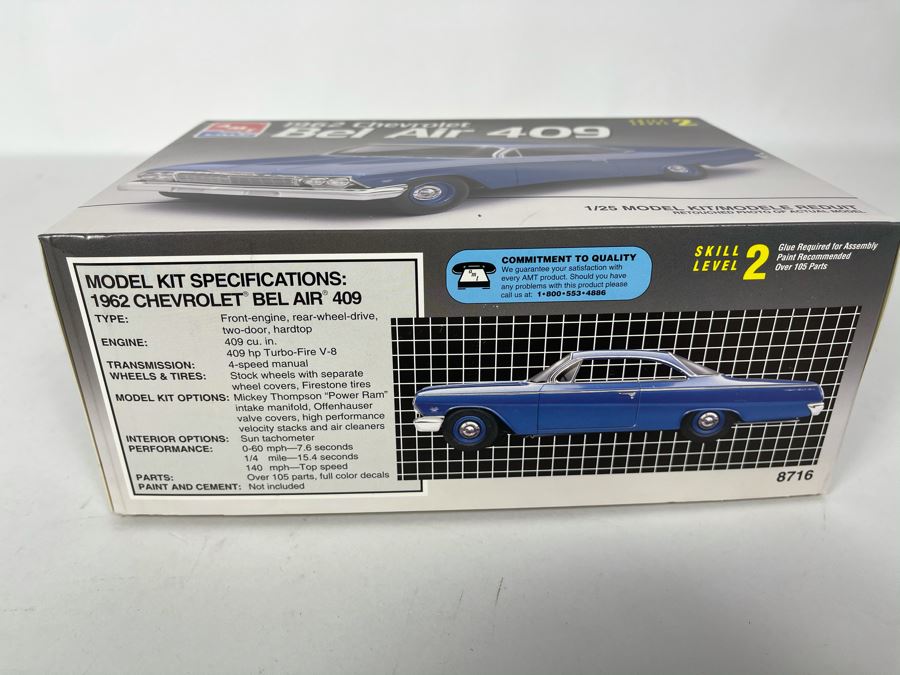 1962 Chevrolet
Bel Air 409
SKILL
LEVEL 2
1/25 MODEL KIT/MODELE REDUIT
RETOUCHED PHOTO OF ACTUAL MODEL
MODEL KIT SPECIFICATIONS:
1962 CHEVROLET® BEL AIR® 409
TYPE: Front-engine, rear-wheel-drive,
two-door, hardtop
ENGINE: 409 cu. in.
409 hp Turbo-Fire V-8
TRANSMISSION: 4-speed manual
WHEELS & TIRES: Stock wheels with separate
wheel covers, Firestone tires
MODEL KIT OPTIONS: Mickey Thompson "Power Ram"
intake manifold, Offenhauser
valve covers, high performance
velocity stacks and air cleaners
INTERIOR OPTIONS: Sun tachometer
PERFORMANCE: 0-60 mph—7.6 seconds
1/4 mile—15.4 seconds
140 mph—Top speed
PARTS: Over 105 parts, full color decals
PAINT AND CEMENT: Not included
COMMITMENT TO QUALITY
We guarantee your satisfaction with
every AMT product. Should you have
any problems with this product please
call us at: 1•800•553•4886
SKILL
LEVEL 2
Glue Required for Assembly
Paint Recommended
Over 105 Parts
8716